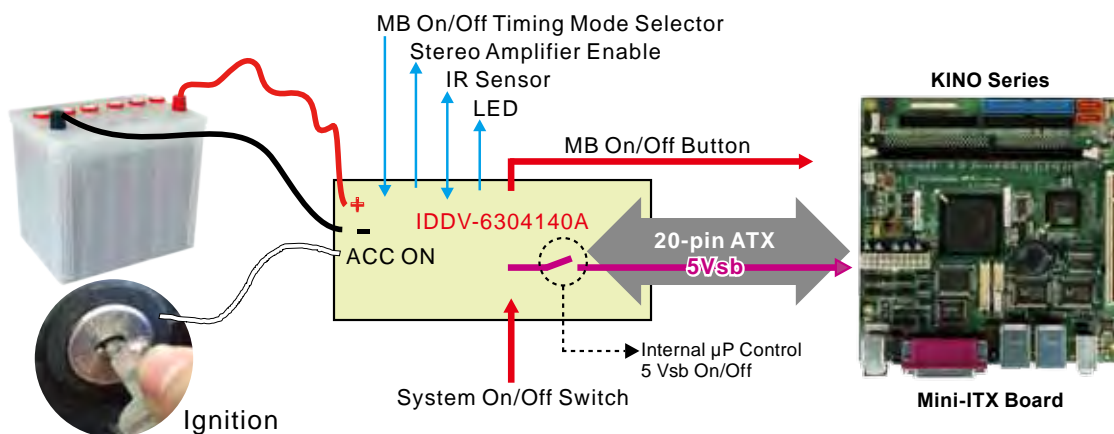 MB On/Off Timing Mode Selector
Stereo Amplifier Enable
IR Sensor
LED
KINO Series
MB On/Off Button
+
IDDV-6304140A
-
ACC ON
20-pin ATX
5Vsb
Internal µP Control
5 Vsb On/Off
System On/Off Switch
Ignition
Mini-ITX Board